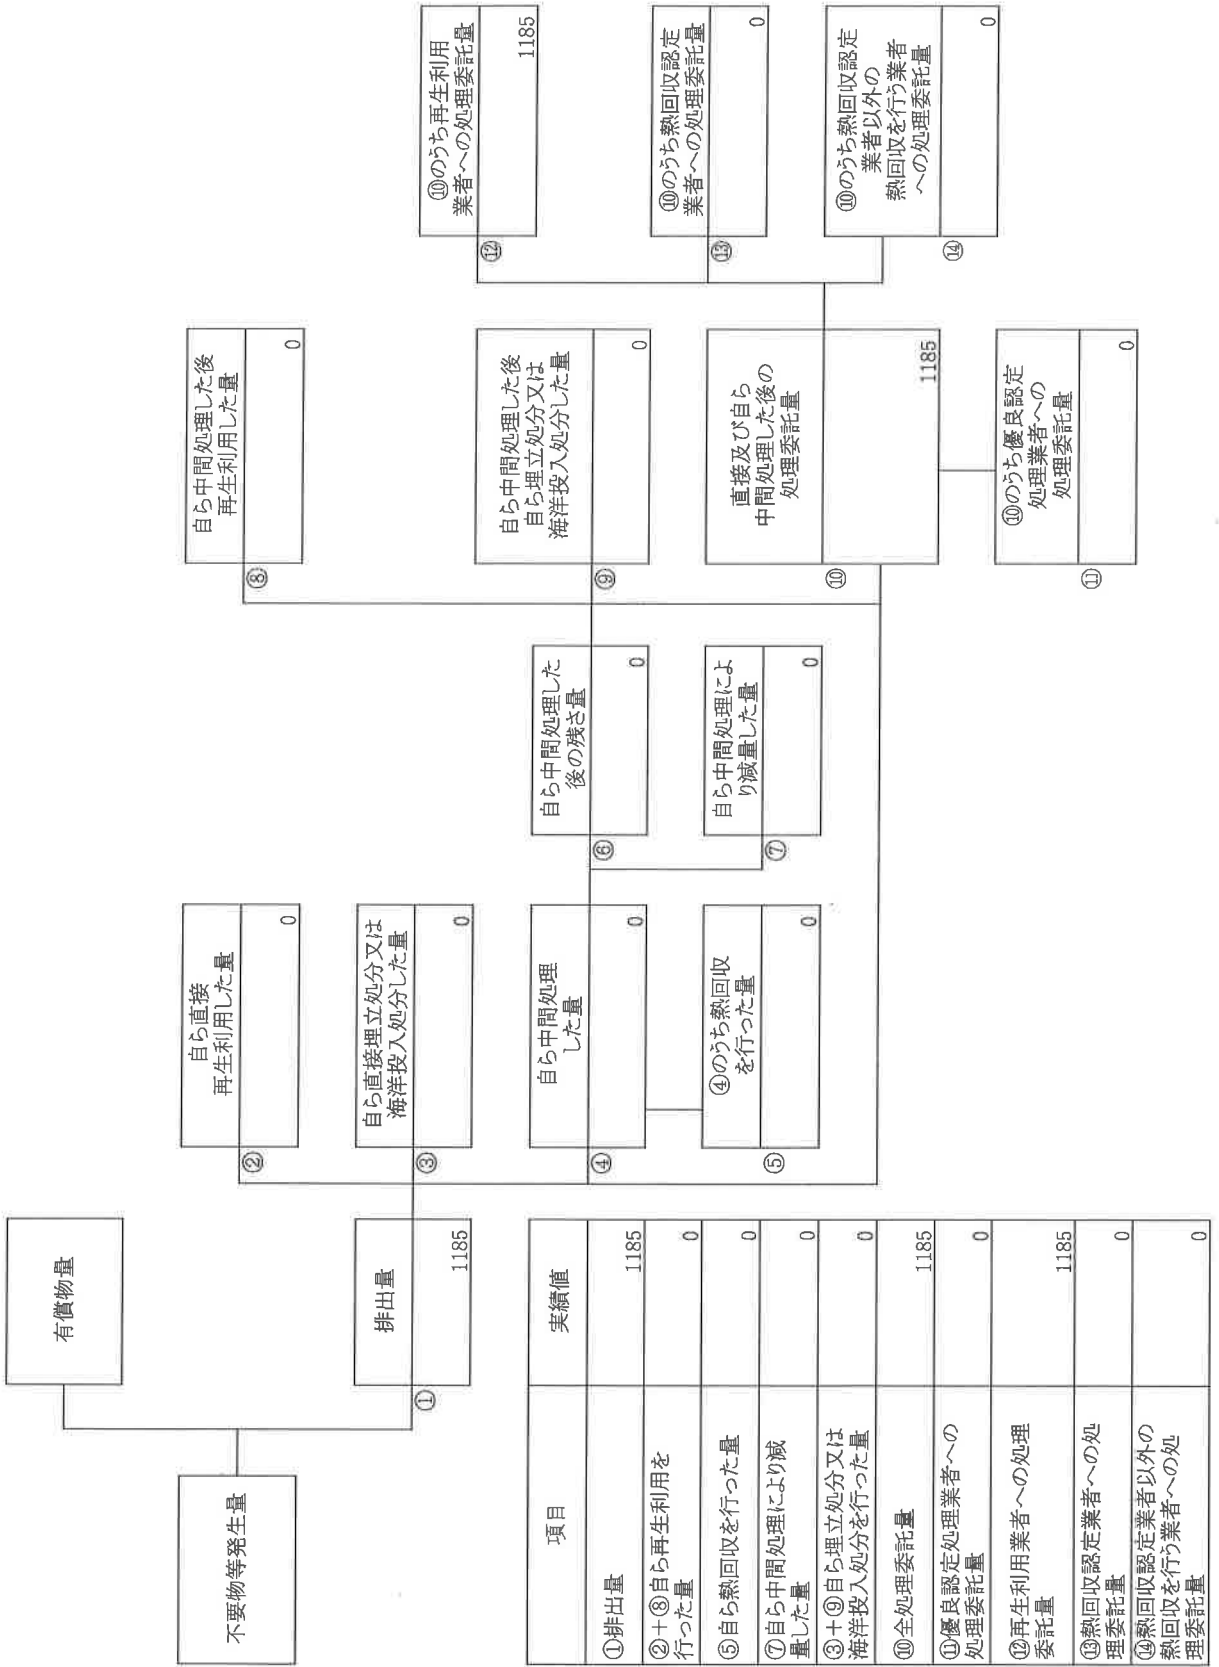 不要物等発生量
有償物量
①
排出量
1185
②
自ら直接
再生利用した量
0
③
自ら直接埋立処分又は
海洋投入処分した量
0
④
自ら中間処理
した量
0
⑤
④のうち熱回収
を行った量
0
⑥
自ら中間処理した
後の残さ量
0
⑦
自ら中間処理によ
り減量した量
0
⑧
自ら中間処理した後
再生利用した量
0
⑨
自ら中間処理した後
自ら埋立処分又は
海洋投入処分した量
0
⑩
直接及び自ら
中間処理した後の
処理委託量
1185
⑪
⑩のうち優良認定
処理業者への
処理委託量
0
⑫
⑩のうち再生利用
業者への処理委託量
1185
⑬
⑩のうち熱回収認定
業者への処理委託量
0
⑭
⑩のうち熱回収認定
業者以外の
熱回収を行う業者
への処理委託量
0
項目
実績値
①排出量
1185
②＋⑧自ら再生利用を
行った量
0
⑤自ら熱回収を行った量
0
⑦自ら中間処理により減
量した量
0
③＋⑨自ら埋立処分又は
海洋投入処分を行った量
0
⑩全処理委託量
1185
⑪優良認定処理業者への
処理委託量
0
⑫再生利用業者への処理
委託量
1185
⑬熱回収認定業者への処
理委託量
0
⑭熱回収認定業者以外の
熱回収を行う業者への処
理委託量
0